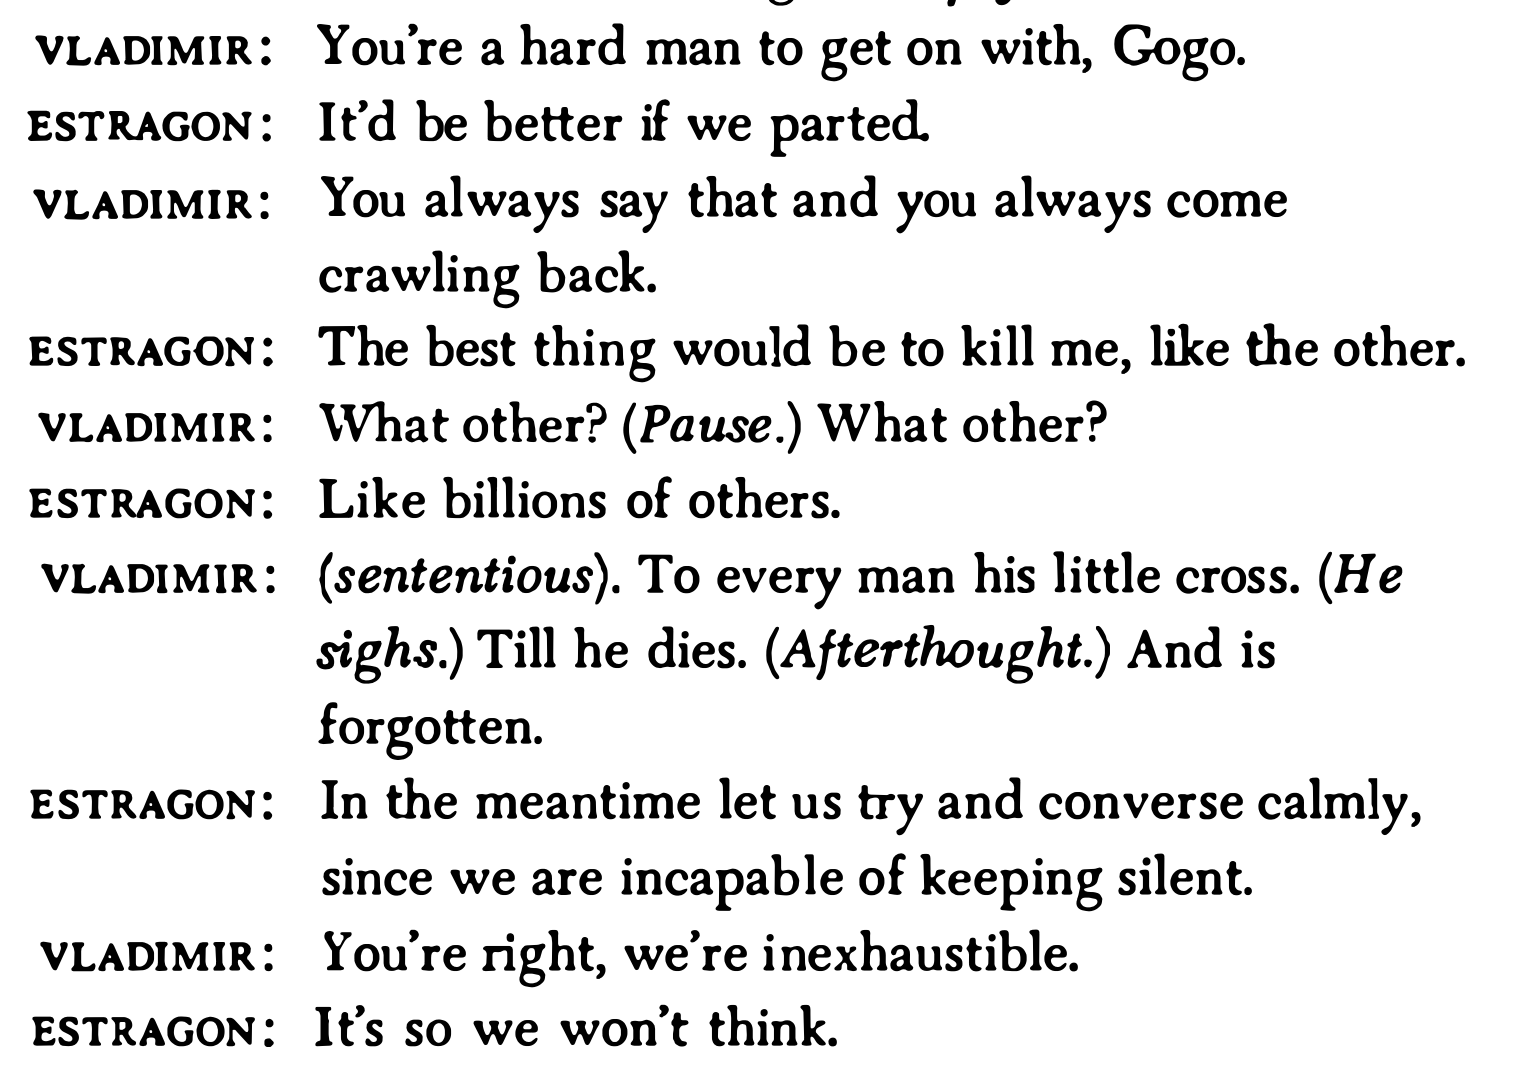 VLADIMIR: You're a hard man to get on with, Gogo.
ESTRAGON: It'd be better if we parted.
VLADIMIR: You always say that and you always come
crawling back.
ESTRAGON: The best thing would be to kill me, like the other.
VLADIMIR: What other? (Pause.) What other?
ESTRAGON: Like billions of others.
VLADIMIR: (sententious). To every man his little cross. (He
sighs.) Till he dies. (Afterthought.) And is
forgotten.
ESTRAGON: In the meantime let us try and converse calmly,
since we are incapable of keeping silent.
VLADIMIR: You're right, we're inexhaustible.
ESTRAGON: It's so we won't think.